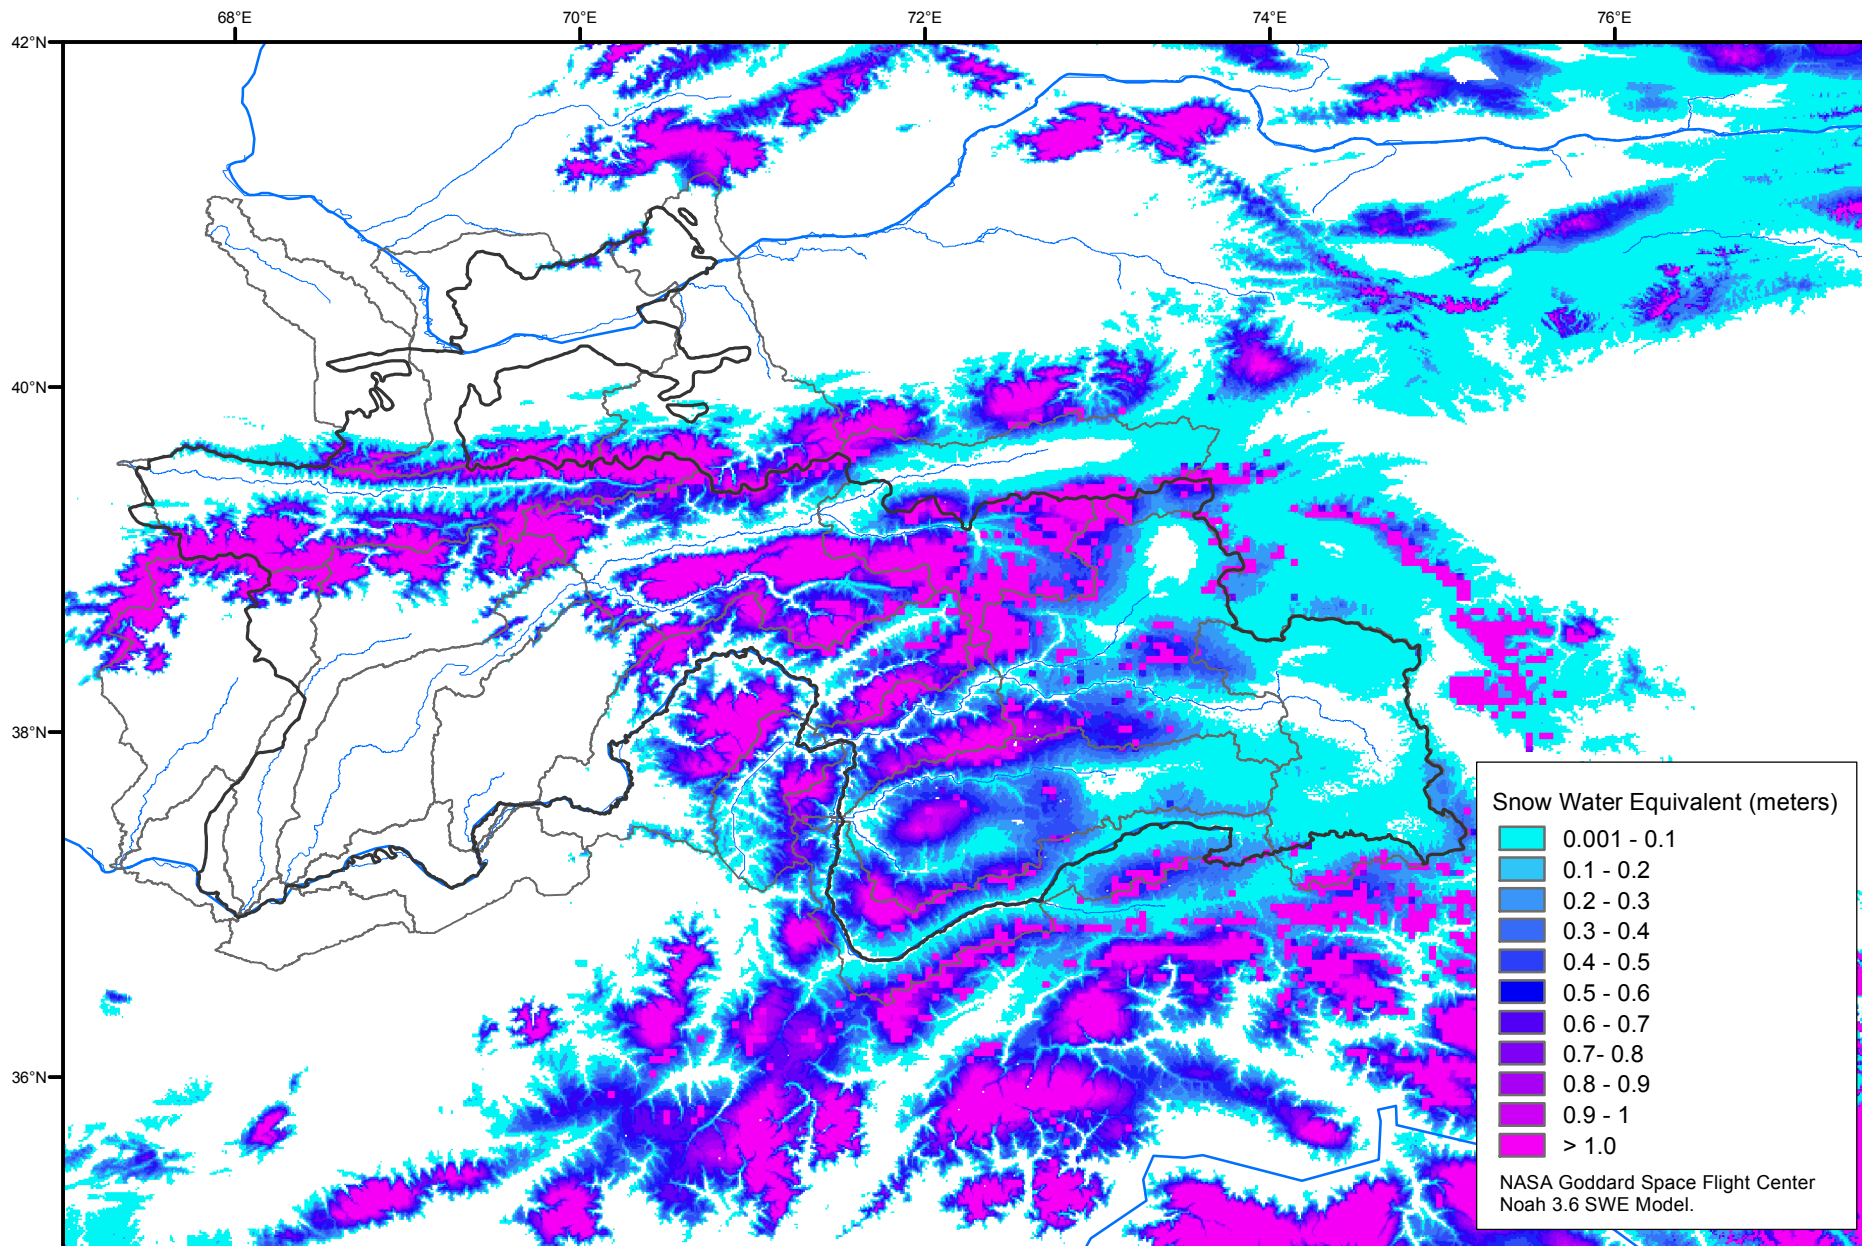 68°E 70°E 72°E 74°E 76°E
42°N
40°N
38°N
36°N
Snow Water Equivalent (meters)
0.001 - 0.1
0.1 - 0.2
0.2 - 0.3
0.3 - 0.4
0.4 - 0.5
0.5 - 0.6
0.6 - 0.7
0.7- 0.8
0.8 - 0.9
0.9 - 1
> 1.0
NASA Goddard Space Flight Center
Noah 3.6 SWE Model.